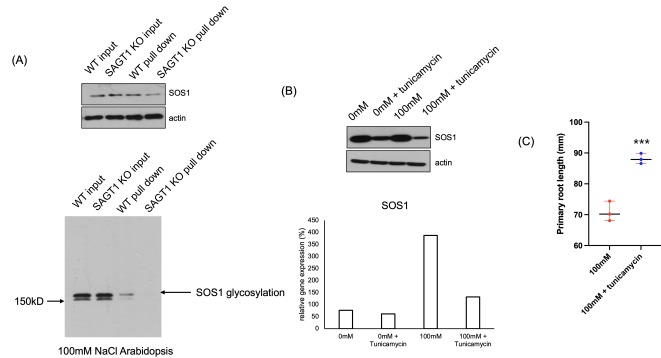 (A)
WT input
SAGT1 KO input
WT pull down
SAGT1 KO pull down
SOS1
actin
WT input
SAGT1 KO input
WT pull down
SAGT1 KO pull down
150kD
SOS1 glycosylation
100mM NaCl Arabidopsis
(B)
0mM
0mM + tunicamycin
100mM
100mM + tunicamycin
SOS1
actin
SOS1
relative gene expression (%)
450
400
350
300
250
200
150
100
50
0
0mM
0mM +
Tunicamycin
100mM
100mM +
Tunicamycin
(C)
Primary root length (mm)
100
90
80
70
60
***
100mM
100mM + tunicamycin